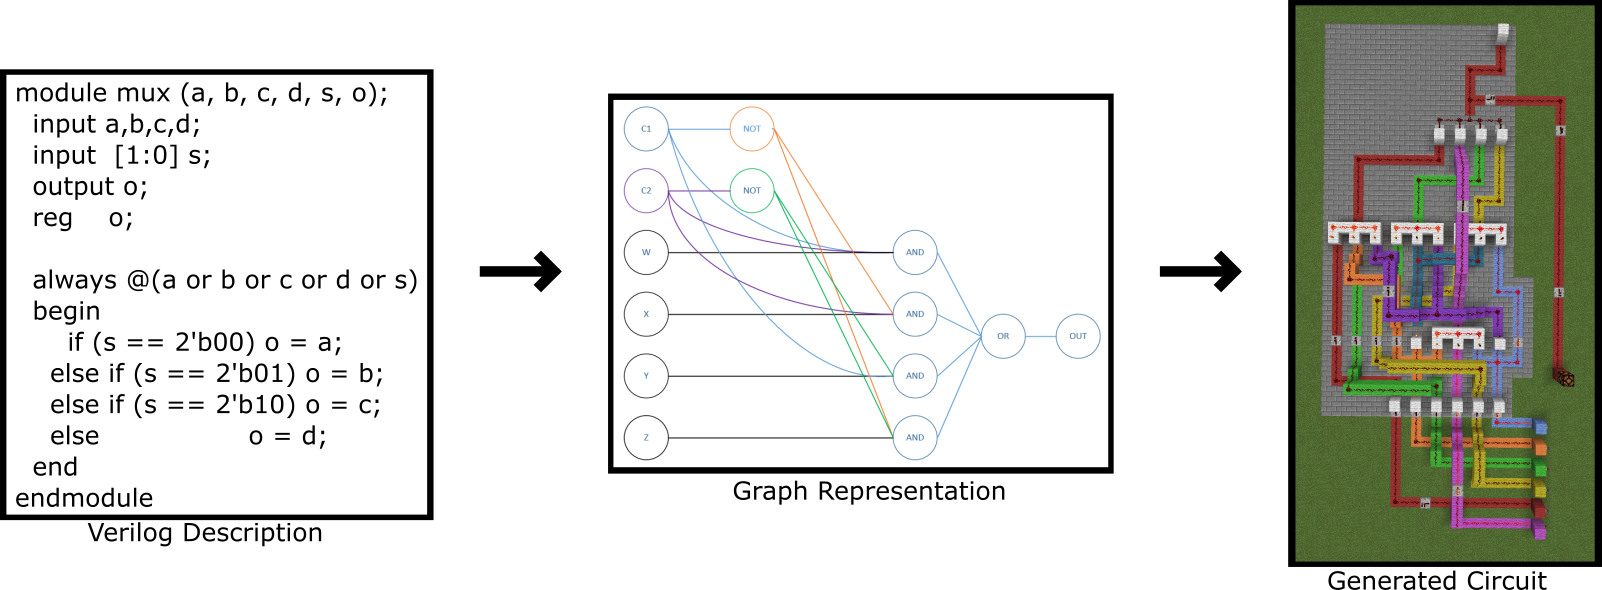 module mux (a, b, c, d, s, o);
input a,b,c,d;
input [1:0] s;
output o;
reg o;
always @(a or b or c or d or s)
begin
if (s == 2'b00) o = a;
else if (s == 2'b01) o = b;
else if (s == 2'b10) o = c;
else o = d;
end
endmodule
Verilog Description
C1
NOT
C2
NOT
W
AND
X
AND
OR
OUT
Y
AND
Z
AND
Graph Representation
Generated Circuit